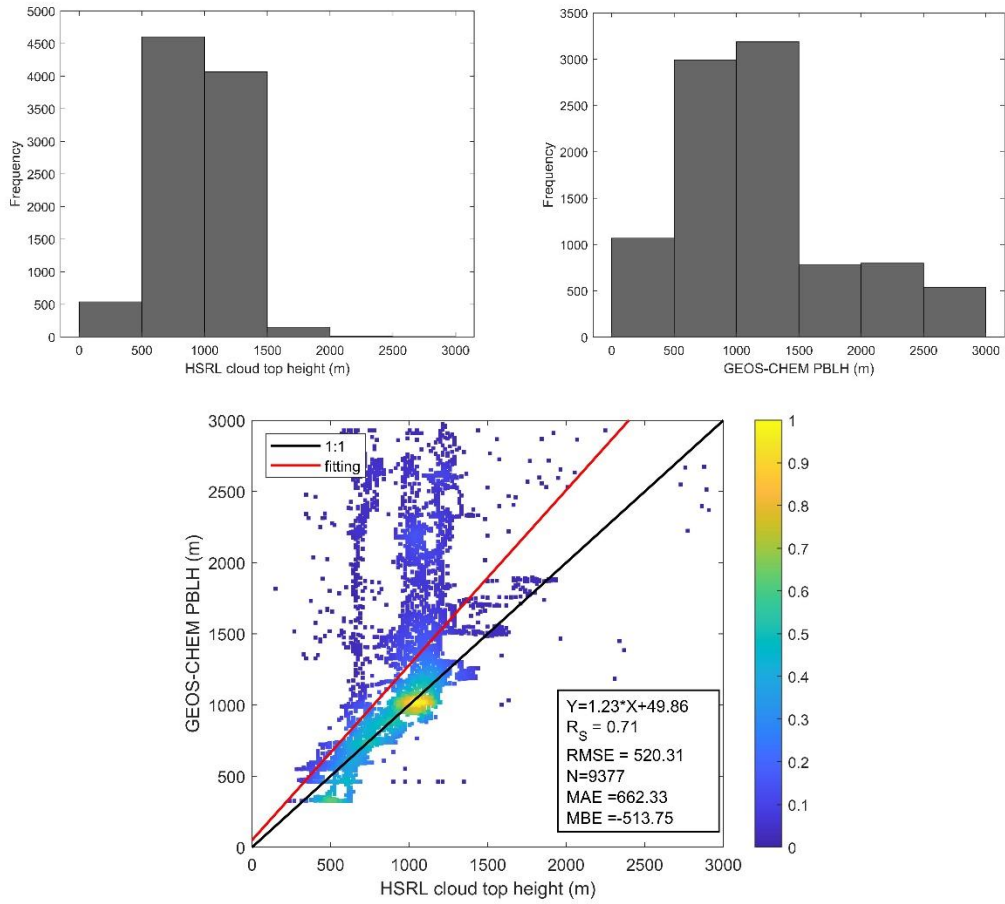 5000
4500
4000
3500
3000
2500
2000
1500
1000
500
0
Frequency
0 500 1000 1500 2000 2500 3000
HSRL cloud top height (m)
3500
3000
2500
2000
1500
1000
500
0
Frequency
0 500 1000 1500 2000 2500 3000
GEOS-CHEM PBLH (m)
3000
2500
2000
1500
1000
500
0
GEOS-CHEM PBLH (m)
1:1
fitting
Y=1.23*X+49.86
R_S = 0.71
RMSE = 520.31
N=9377
MAE =662.33
MBE =-513.75
0 500 1000 1500 2000 2500 3000
HSRL cloud top height (m)
1
0.9
0.8
0.7
0.6
0.5
0.4
0.3
0.2
0.1
0